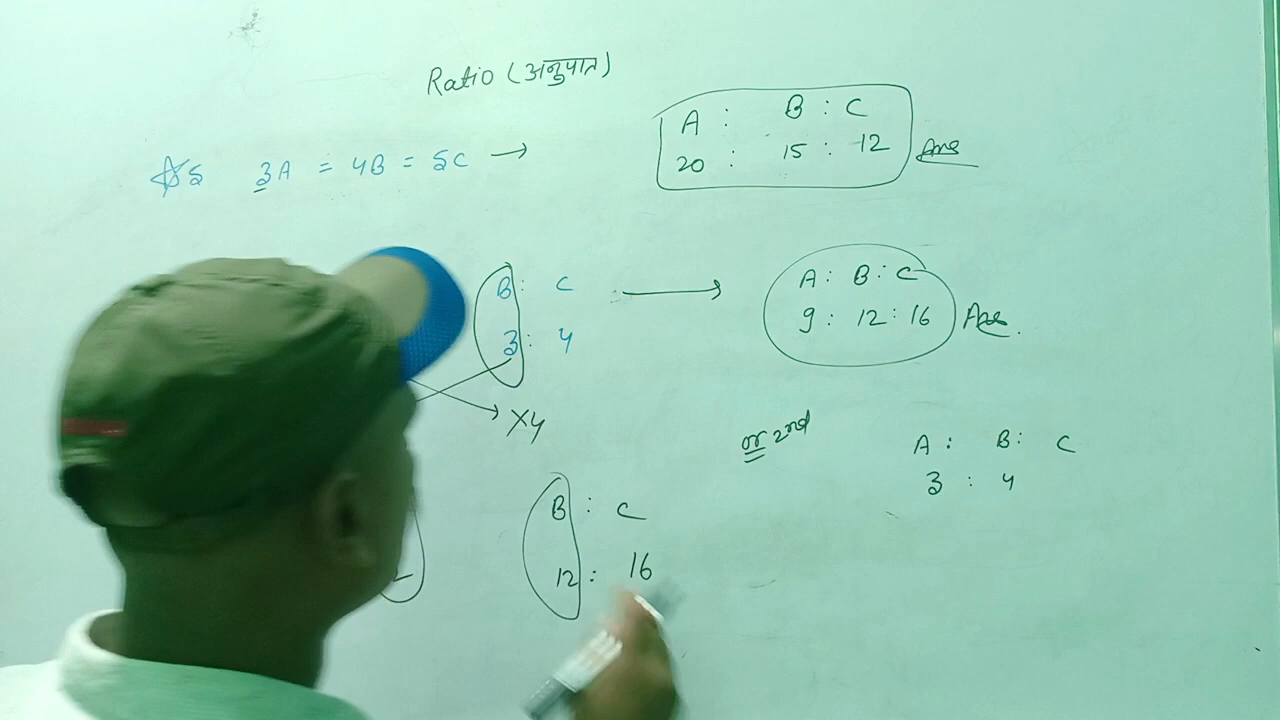 Ratio (अनुपात)
A : B : C
20 : 15 : 12 Ans
3A = 4B = 5C →
B : C
3 : 4
A : B : C
9 : 12 : 16 Ans.
×4
or 2nd
A : B : C
3 : 4
B : C
12 : 16